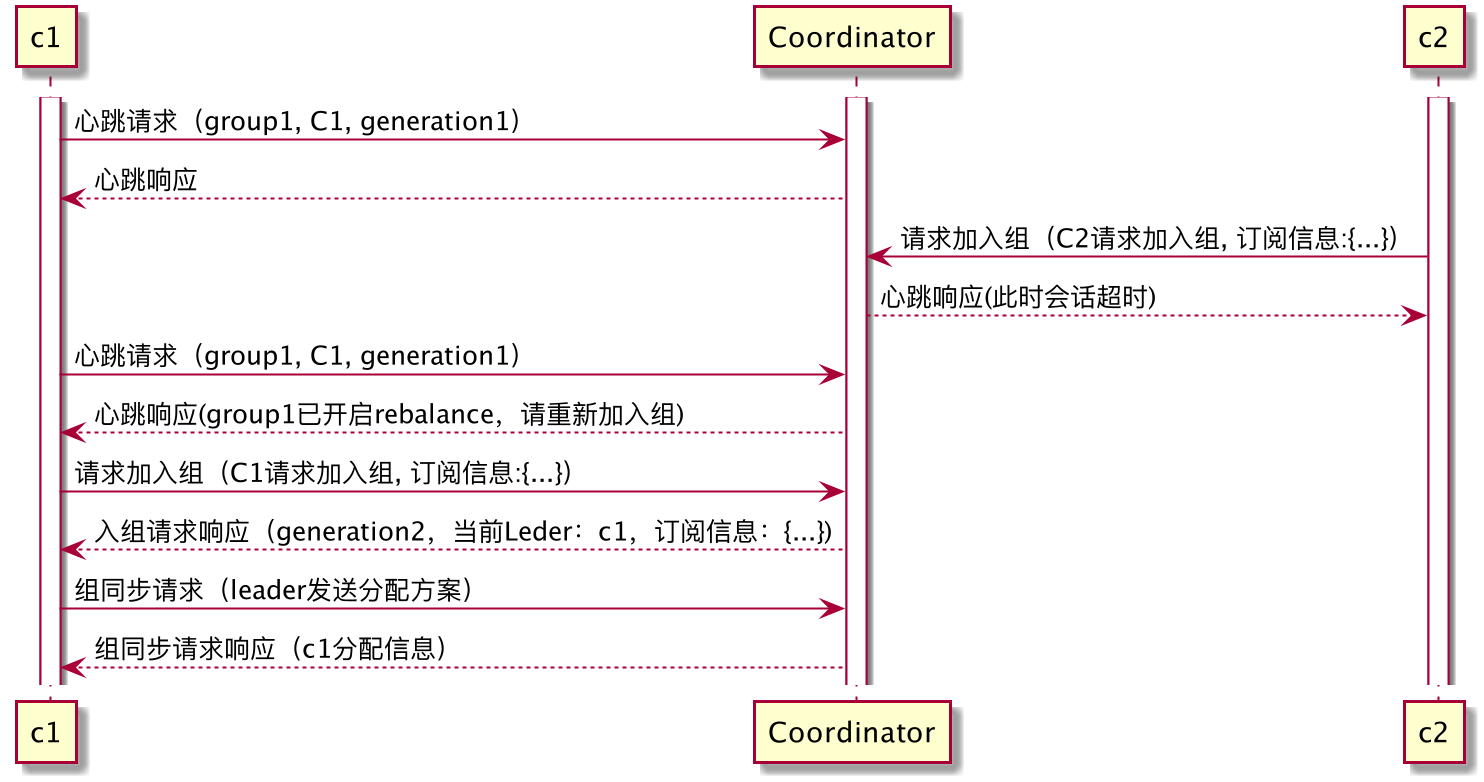 c1 Coordinator c2
心跳请求（group1, C1, generation1）
心跳响应
请求加入组（C2请求加入组, 订阅信息:{...}）
心跳响应(此时会话超时)
心跳请求（group1, C1, generation1）
心跳响应(group1已开启rebalance，请重新加入组)
请求加入组（C1请求加入组, 订阅信息:{...}）
入组请求响应（generation2，当前Leder：c1，订阅信息：{...})
组同步请求（leader发送分配方案）
组同步请求响应（c1分配信息）
c1 Coordinator c2